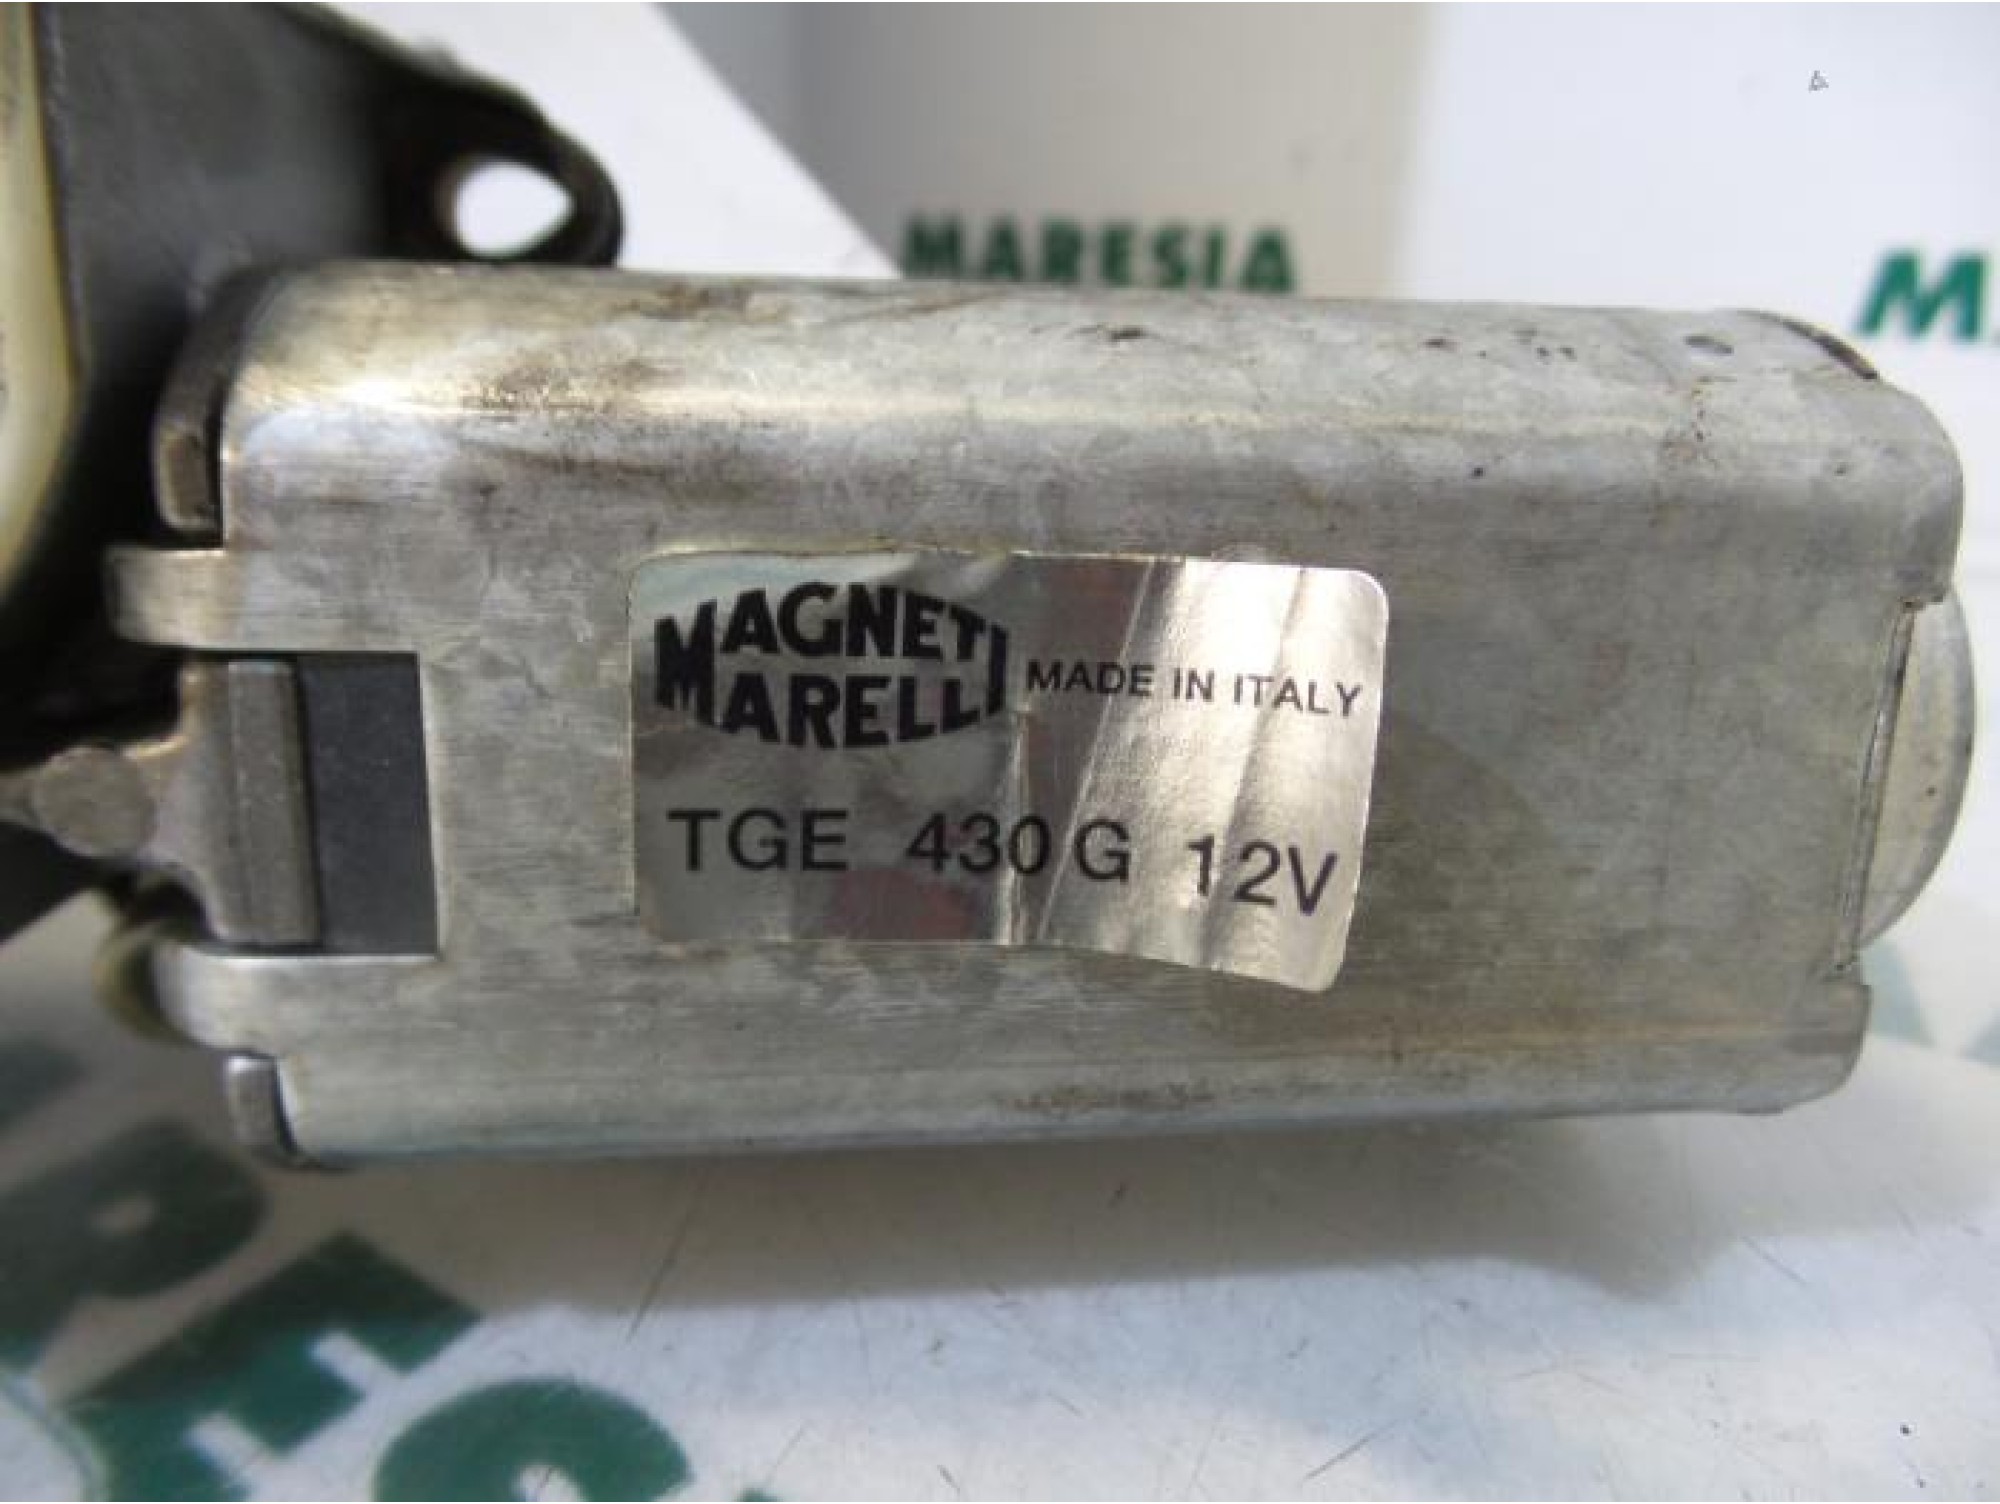 MARESIA
MAGNETI
MARELLI
MADE IN ITALY
TGE 430 G 12V